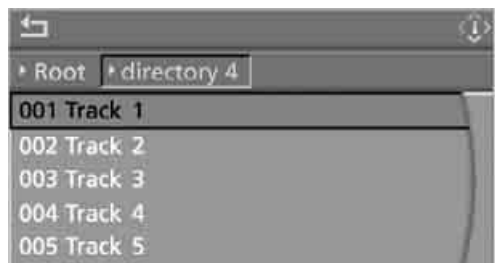 Root directory 4
001 Track 1
002 Track 2
003 Track 3
004 Track 4
005 Track 5